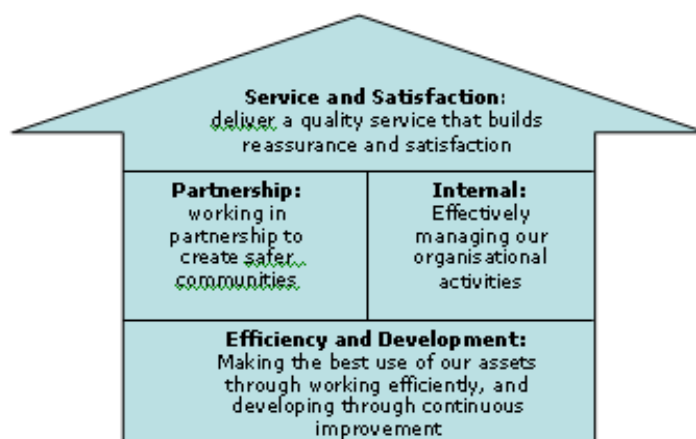 Service and Satisfaction:
deliver a quality service that builds
reassurance and satisfaction
Partnership:
working in
partnership to
create safer
communities
Internal:
Effectively
managing our
organisational
activities
Efficiency and Development:
Making the best use of our assets
through working efficiently, and
developing through continuous
improvement